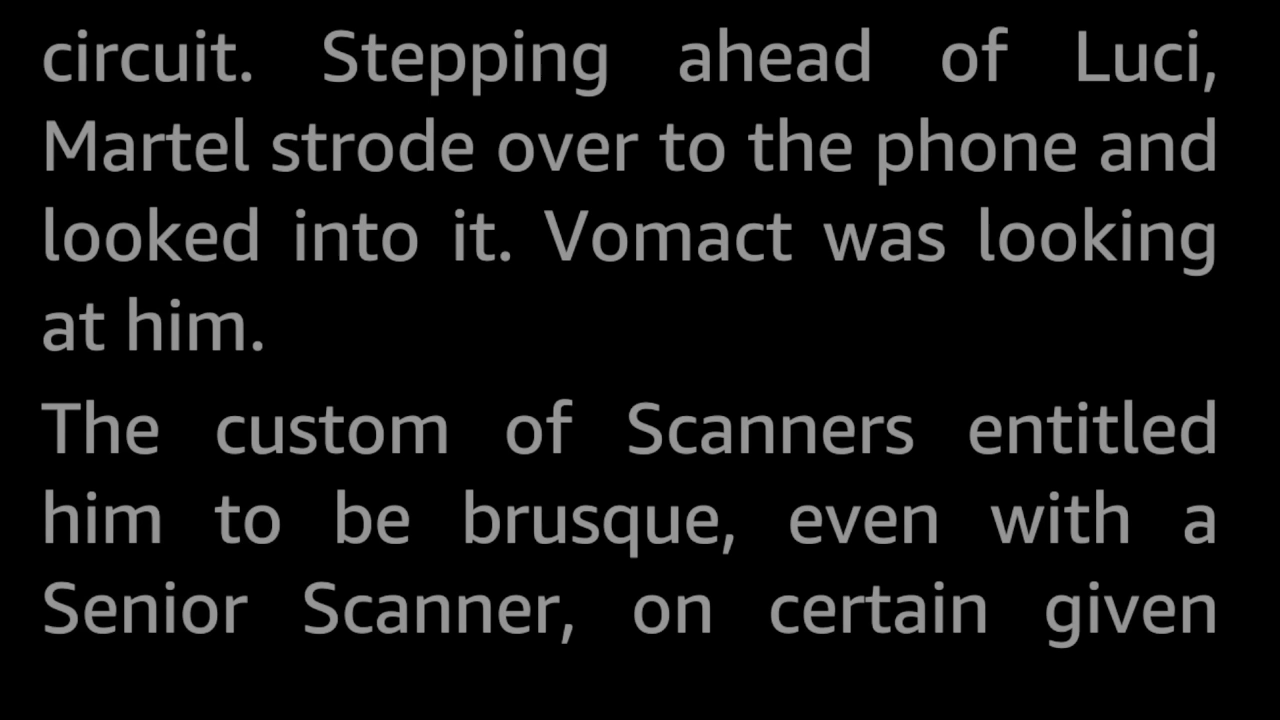 circuit. Stepping ahead of Luci,
Martel strode over to the phone and
looked into it. Vomact was looking
at him.
The custom of Scanners entitled
him to be brusque, even with a
Senior Scanner, on certain given